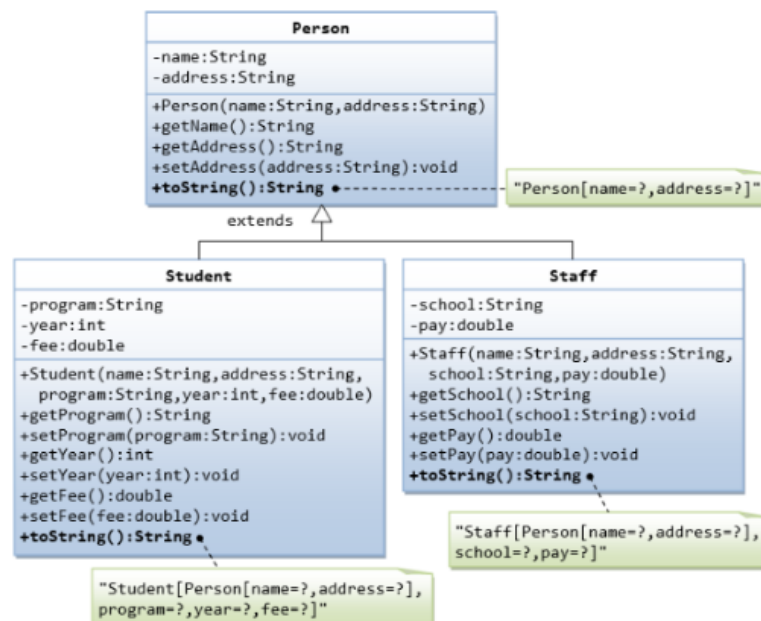 Person
-name:String
-address:String
+Person(name:String,address:String)
+getName():String
+getAddress():String
+setAddress(address:String):void
+toString():String
"Person[name=?,address=?]"
extends
Student
-program:String
-year:int
-fee:double
+Student(name:String,address:String,
program:String,year:int,fee:double)
+getProgram():String
+setProgram(program:String):void
+getYear():int
+setYear(year:int):void
+getFee():double
+setFee(fee:double):void
+toString():String
"Student[Person[name=?,address=?],
program=?,year=?,fee=?]"
Staff
-school:String
-pay:double
+Staff(name:String,address:String,
school:String,pay:double)
+getSchool():String
+setSchool(school:String):void
+getPay():double
+setPay(pay:double):void
+toString():String
"Staff[Person[name=?,address=?],
school=?,pay=?]"